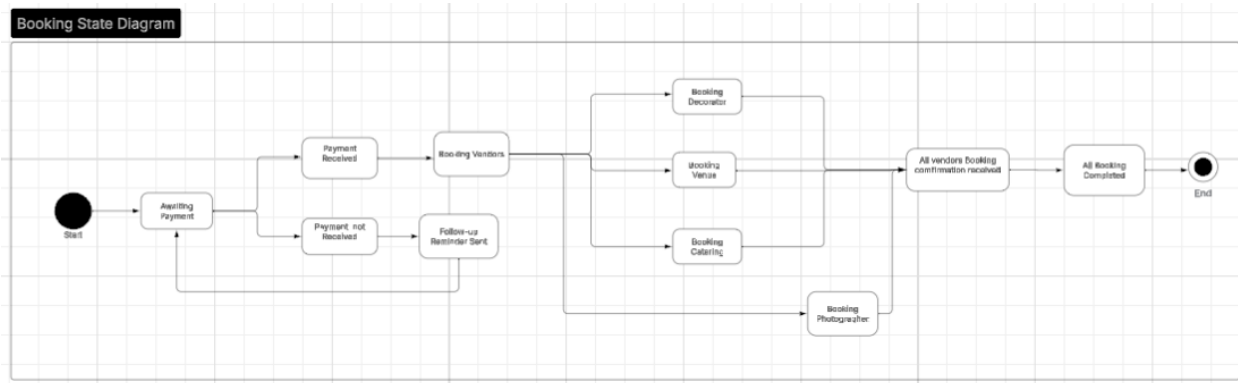 Booking State Diagram
Start
Awaiting
Payment
Payment
Received
Payment not
Received
Booking Vendors
Follow-up
Reminder Sent
Booking
Decorator
Booking
Venue
Booking
Catering
Booking
Photographer
All vendors Booking
comfirmation received
All Booking
Completed
End